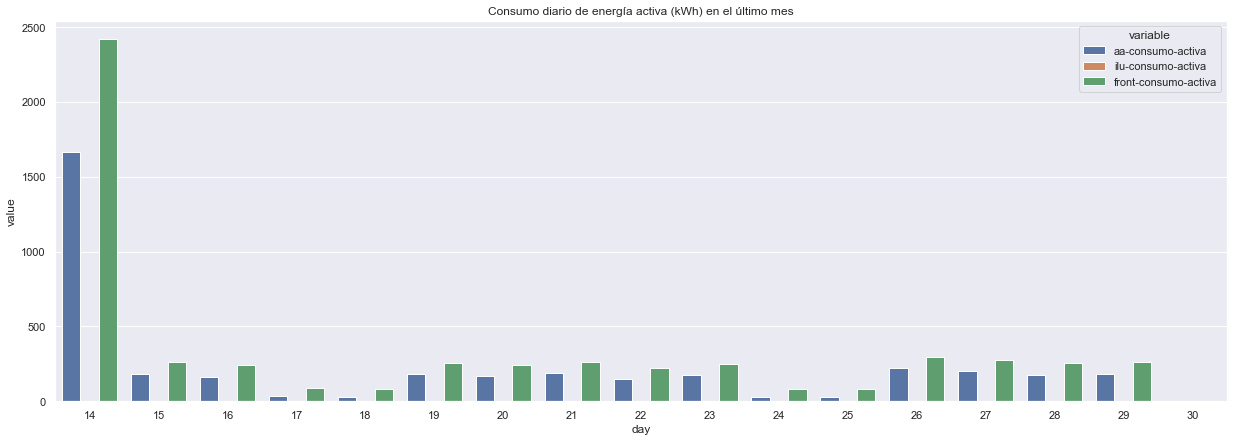 Consumo diario de energía activa (kWh) en el último mes
variable
aa-consumo-activa
ilu-consumo-activa
front-consumo-activa
2500
2000
1500
1000
500
0
value
14 15 16 17 18 19 20 21 22 23 24 25 26 27 28 29 30
day